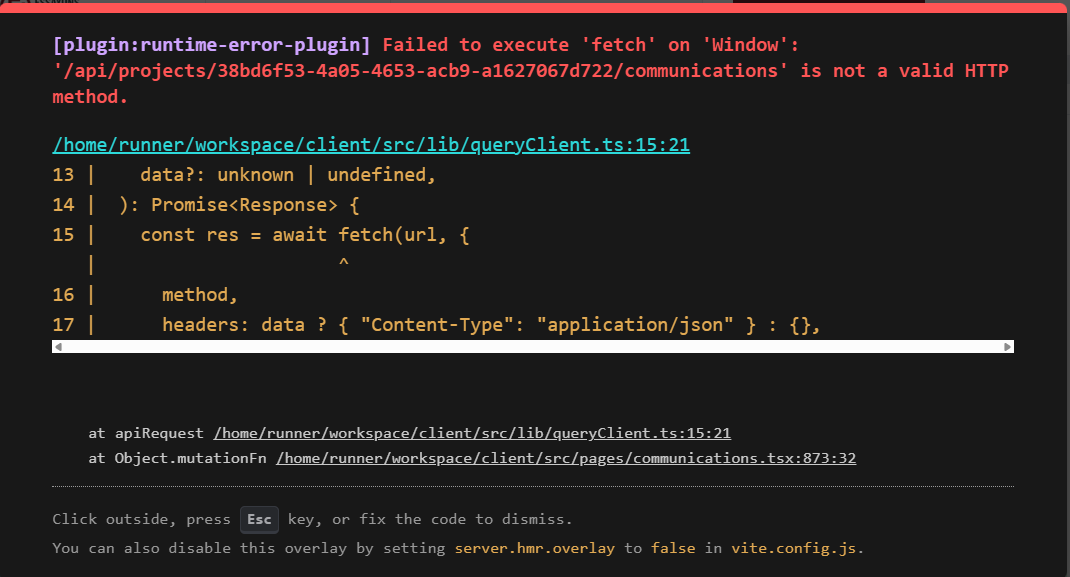 [plugin:runtime-error-plugin] Failed to execute 'fetch' on 'Window':
'/api/projects/38bd6f53-4a05-4653-acb9-a1627067d722/communications' is not a valid HTTP
method.
/home/runner/workspace/client/src/lib/queryClient.ts:15:21
13 |    data?: unknown | undefined,
14 |  ): Promise<Response> {
15 |    const res = await fetch(url, {
|                      ^
16 |      method,
17 |      headers: data ? { "Content-Type": "application/json" } : {},
at apiRequest /home/runner/workspace/client/src/lib/queryClient.ts:15:21
at Object.mutationFn /home/runner/workspace/client/src/pages/communications.tsx:873:32
Click outside, press Esc key, or fix the code to dismiss.
You can also disable this overlay by setting server.hmr.overlay to false in vite.config.js.